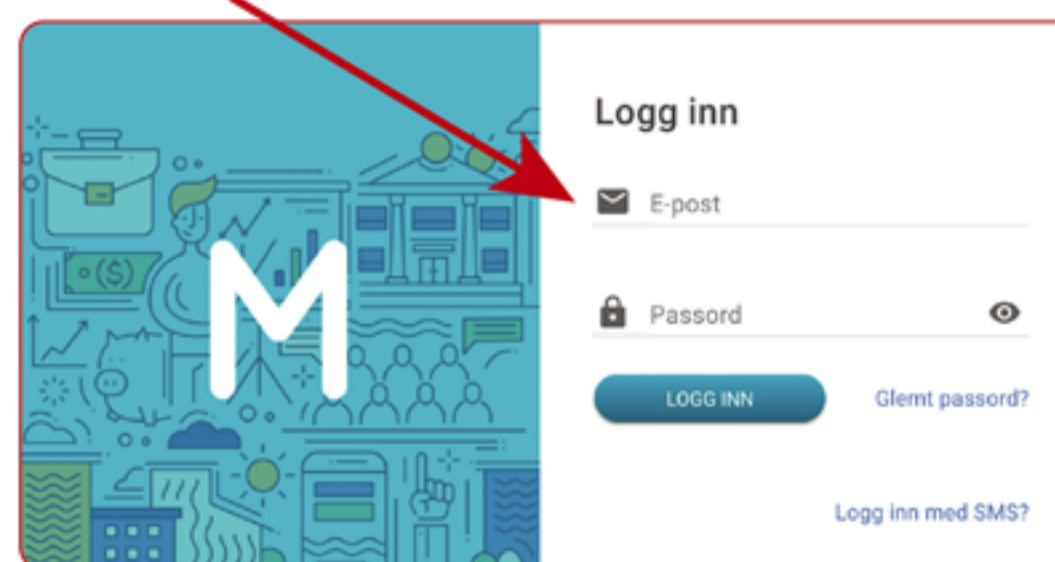 M
($)
Logg inn
E-post
Passord
LOGG INN
Glemt passord?
Logg inn med SMS?